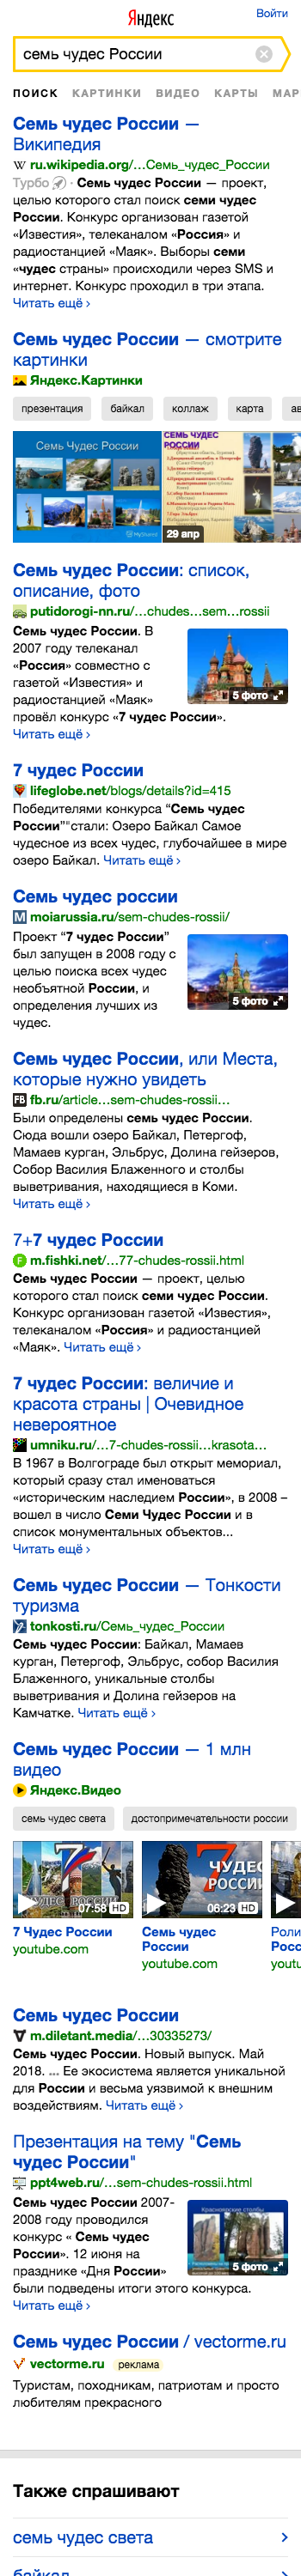 Яндекс
Войти
семь чудес России
ПОИСК КАРТИНКИ ВИДЕО КАРТЫ МАР
Семь чудес России —
Википедия
ru.wikipedia.org/…Семь_чудес_России
Турбо · Семь чудес России — проект,
целью которого стал поиск семи чудес
России. Конкурс организован газетой
«Известия», телеканалом «Россия» и
радиостанцией «Маяк». Выборы семи
«чудес страны» происходили через SMS и
интернет. Конкурс проходил в три этапа.
Читать ещё ›
Семь чудес России — смотрите
картинки
Яндекс.Картинки
презентация байкал коллаж карта ав
Семь Чудес России
MyShared
СЕМЬ ЧУДЕС
РОССИИ
29 апр
Семь чудес России: список,
описание, фото
putidorogi-nn.ru/…chudes…sem…rossii
Семь чудес России. В
2007 году телеканал
«Россия» совместно с
газетой «Известия» и
радиостанцией «Маяк»
провёл конкурс «7 чудес России».
Читать ещё ›
5 фото
7 чудес России
lifeglobe.net/blogs/details?id=415
Победителями конкурса “Семь чудес
России”"стали: Озеро Байкал Самое
чудесное из всех чудес, глубочайшее в мире
озеро Байкал. Читать ещё ›
Семь чудес россии
moiarussia.ru/sem-chudes-rossii/
Проект “7 чудес России”
был запущен в 2008 году с
целью поиска всех чудес
необъятной России, и
определения лучших из
чудес.
5 фото
Семь чудес России, или Места,
которые нужно увидеть
fb.ru/article…sem-chudes-rossii…
Были определены семь чудес России.
Сюда вошли озеро Байкал, Петергоф,
Мамаев курган, Эльбрус, Долина гейзеров,
Собор Василия Блаженного и столбы
выветривания, находящиеся в Коми.
Читать ещё ›
7+7 чудес России
m.fishki.net/…77-chudes-rossii.html
Семь чудес России — проект, целью
которого стал поиск семи чудес России.
Конкурс организован газетой «Известия»,
телеканалом «Россия» и радиостанцией
«Маяк». Читать ещё ›
7 чудес России: величие и
красота страны | Очевидное
невероятное
umniku.ru/…7-chudes-rossii…krasota…
В 1967 в Волгограде был открыт мемориал,
который сразу стал именоваться
«историческим наследием России», в 2008 –
вошел в число Семи Чудес России и в
список монументальных объектов...
Читать ещё ›
Семь чудес России — Тонкости
туризма
tonkosti.ru/Семь_чудес_России
Семь чудес России: Байкал, Мамаев
курган, Петергоф, Эльбрус, собор Василия
Блаженного, уникальные столбы
выветривания и Долина гейзеров на
Камчатке. Читать ещё ›
Семь чудес России — 1 млн
видео
Яндекс.Видео
семь чудес света достопримечательности россии
07:58 HD
06:23 HD
7 Чудес России
youtube.com
Семь чудес
России
youtube.com
Роли
Росс
youtu
Семь чудес России
m.diletant.media/…30335273/
Семь чудес России. Новый выпуск. Май
2018. ... Ее экосистема является уникальной
для России и весьма уязвимой к внешним
воздействиям. Читать ещё ›
Презентация на тему "Семь
чудес России"
ppt4web.ru/…sem-chudes-rossii.html
Семь чудес России 2007-
2008 году проводился
конкурс « Семь чудес
России». 12 июня на
празднике «Дня России»
были подведены итоги этого конкурса.
Читать ещё ›
Красноярские столбы
5 фото
Семь чудес России / vectorme.ru
vectorme.ru реклама
Туристам, походникам, патриотам и просто
любителям прекрасного
Также спрашивают
семь чудес света
байкал